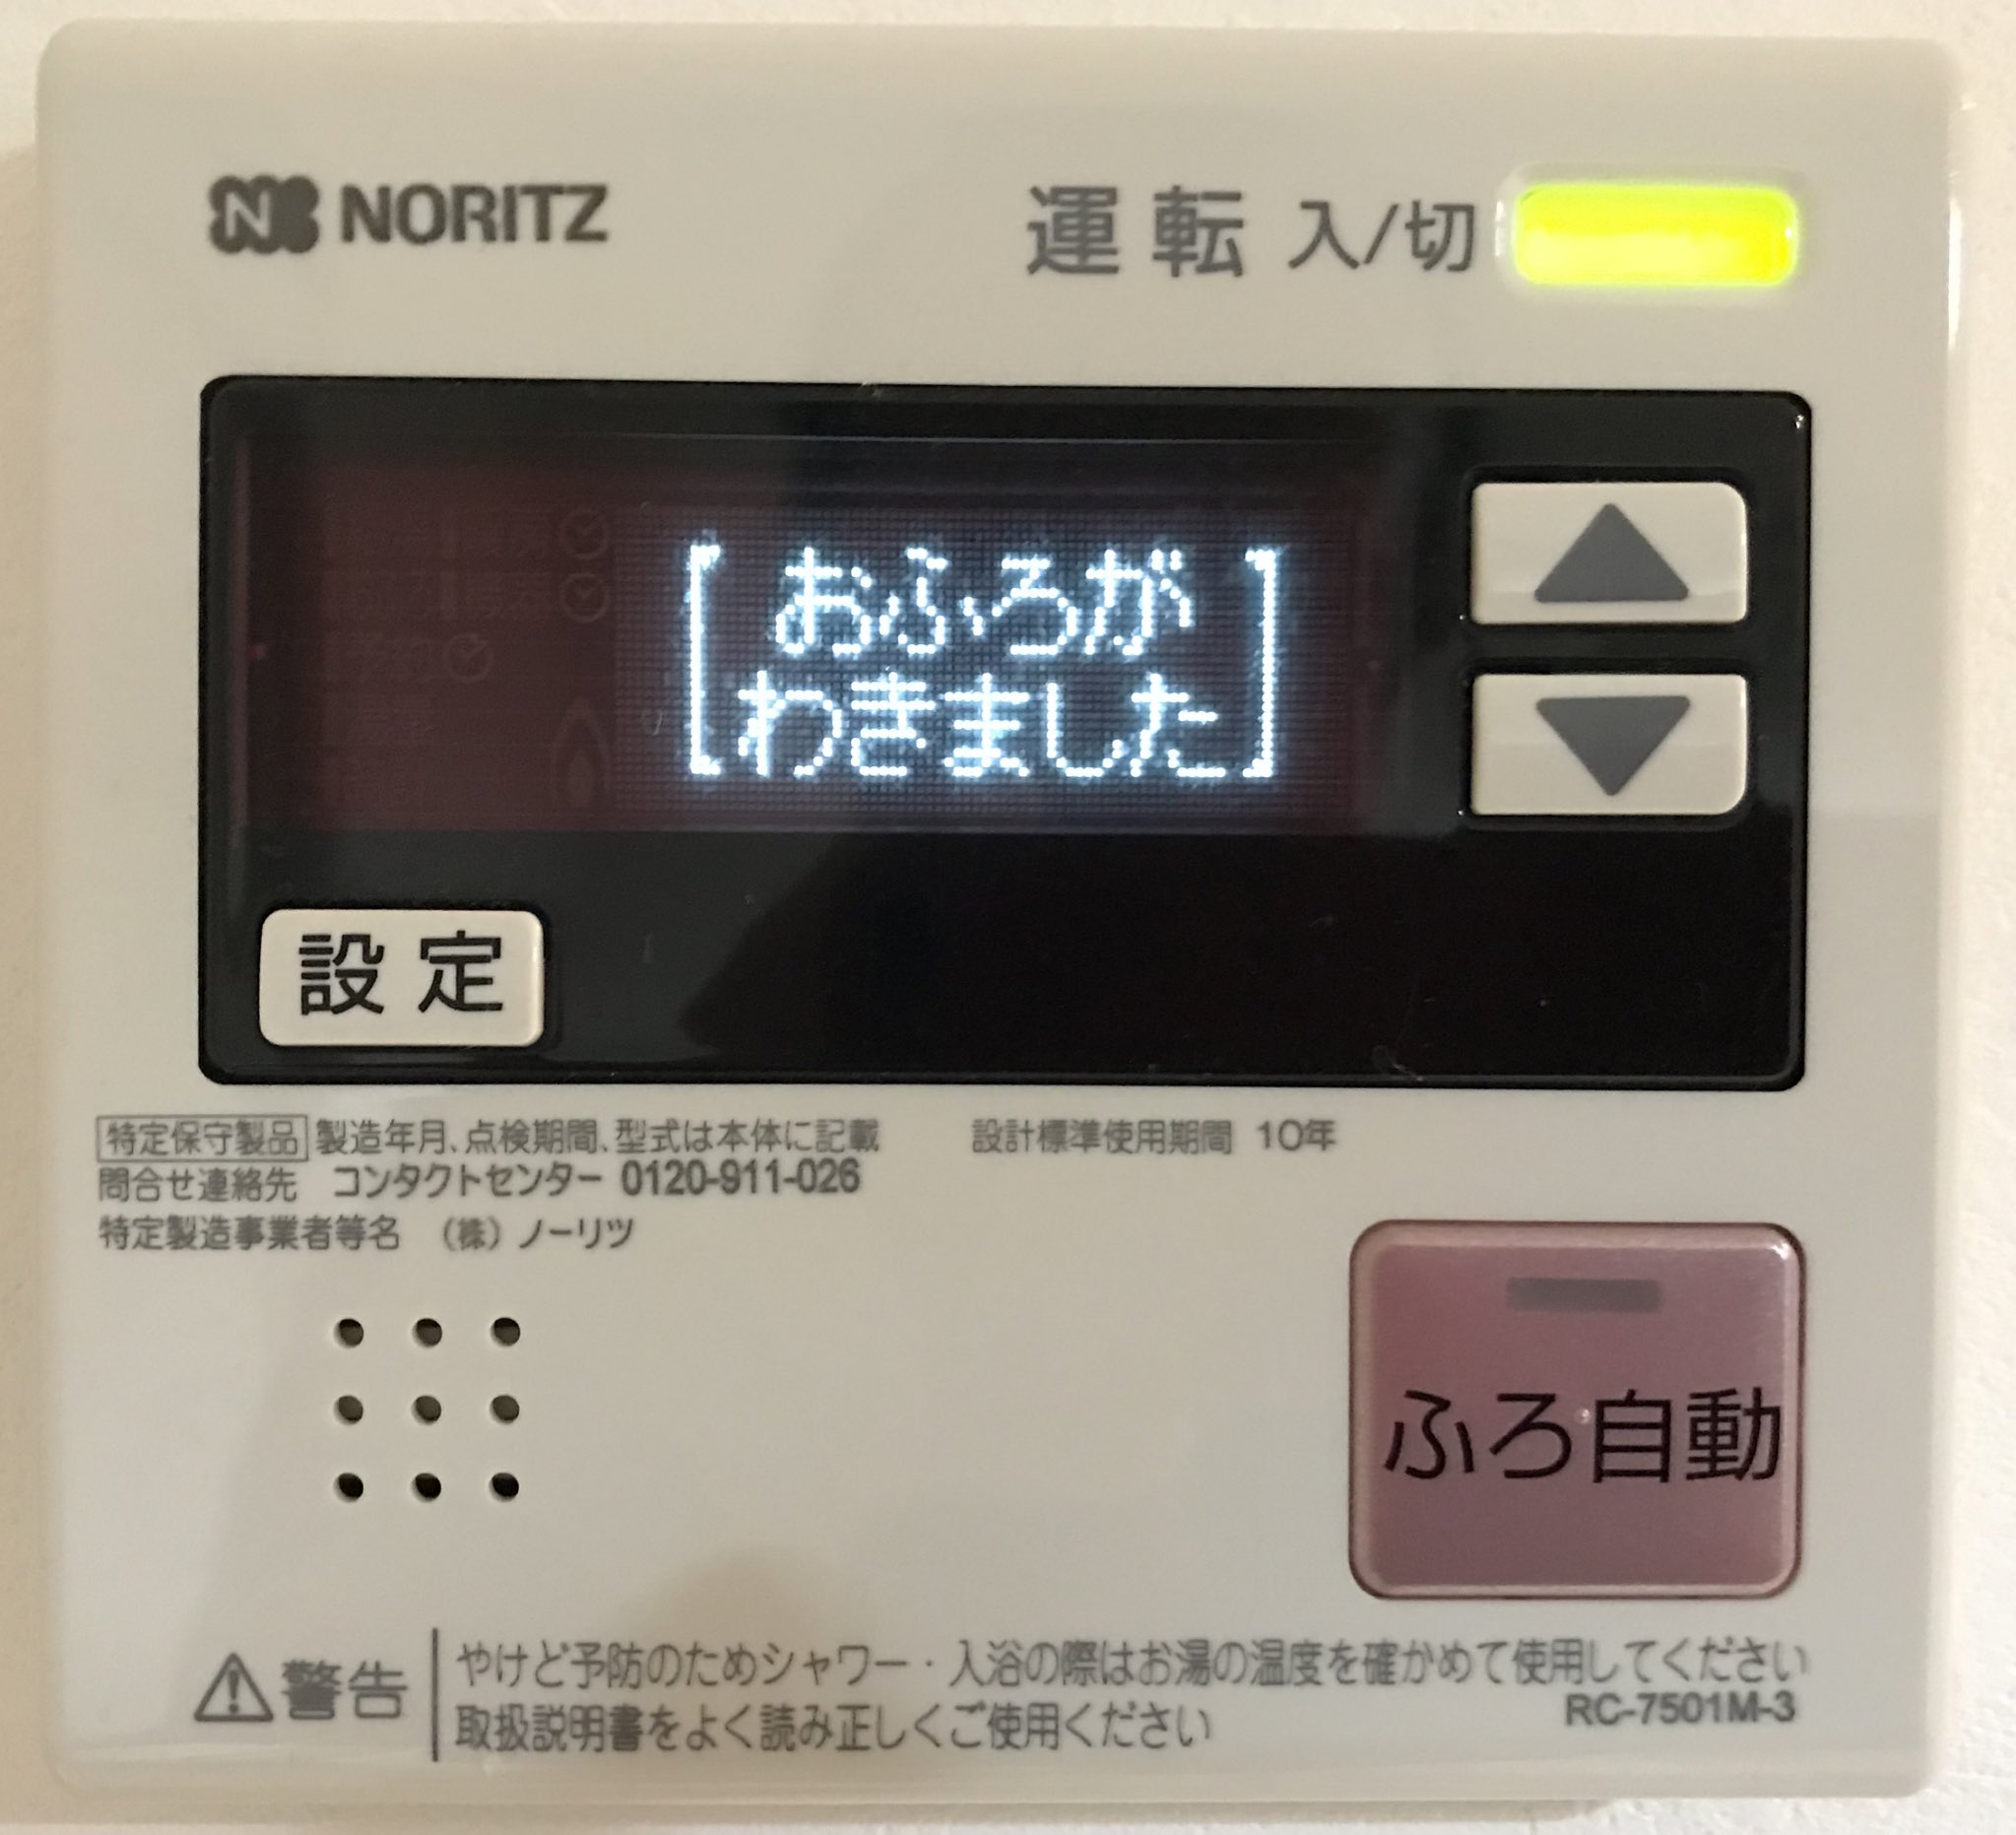 NORITZ
運転 入/切
おふろが
わきました
設定
特定保守製品 製造年月、点検期間、型式は本体に記載 設計標準使用期間 10年
問合せ連絡先 コンタクトセンター 0120-911-026
特定製造事業者等名 (株) ノーリツ
ふろ自動
警告
やけど予防のためシャワー・入浴の際はお湯の温度を確かめて使用してください
取扱説明書をよく読み正しくご使用ください
RC-7501M-3